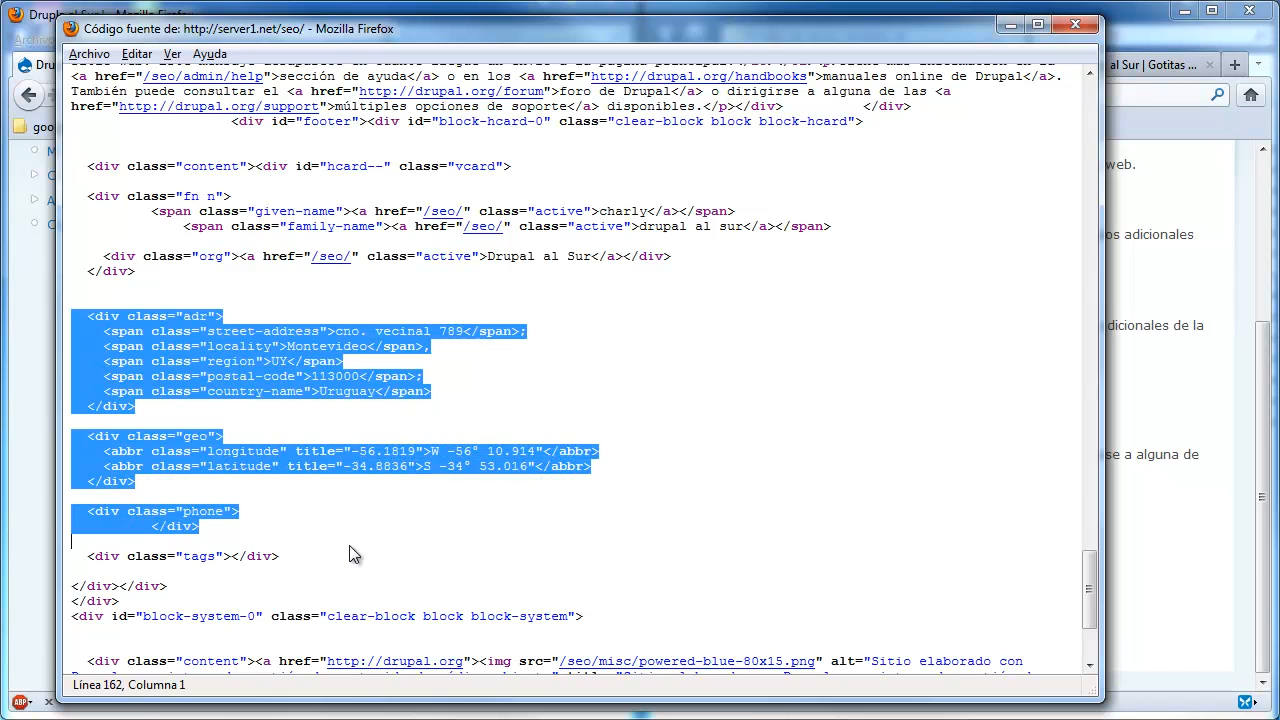 Drupal al Sur - Mozilla Firefox
Código fuente de: http://server1.net/seo/ - Mozilla Firefox
Archivo
Archivo Editar Ver Ayuda
Dru
al Sur | Gotitas ...
goo
<a href="/seo/admin/help">sección de ayuda</a> o en los <a href="http://drupal.org/handbooks">manuales online de Drupal</a>.
También puede consultar el <a href="http://drupal.org/forum">foro de Drupal</a> o dirigirse a alguna de las <a
href="http://drupal.org/support">múltiples opciones de soporte</a> disponibles.</p></div> </div>
<div id="footer"><div id="block-hcard-0" class="clear-block block block-hcard">
<div class="content"><div id="hcard--" class="vcard">
<div class="fn n">
<span class="given-name"><a href="/seo/" class="active">charly</a></span>
<span class="family-name"><a href="/seo/" class="active">drupal al sur</a></span>
<div class="org"><a href="/seo/" class="active">Drupal al Sur</a></div>
</div>
<div class="adr">
<span class="street-address">cno. vecinal 789</span>;
<span class="locality">Montevideo</span>,
<span class="region">UY</span>
<span class="postal-code">113000</span>;
<span class="country-name">Uruguay</span>
</div>
<div class="geo">
<abbr class="longitude" title="-56.1819">W -56° 10.914"</abbr>
<abbr class="latitude" title="-34.8836">S -34° 53.016"</abbr>
</div>
<div class="phone">
</div>
<div class="tags"></div>
</div></div>
</div>
<div id="block-system-0" class="clear-block block block-system">
<div class="content"><a href="http://drupal.org"><img src="/seo/misc/powered-blue-80x15.png" alt="Sitio elaborado con
Línea 162, Columna 1
M
C
A
C
web.
os adicionales
dicionales de la
se a alguna de
ABP